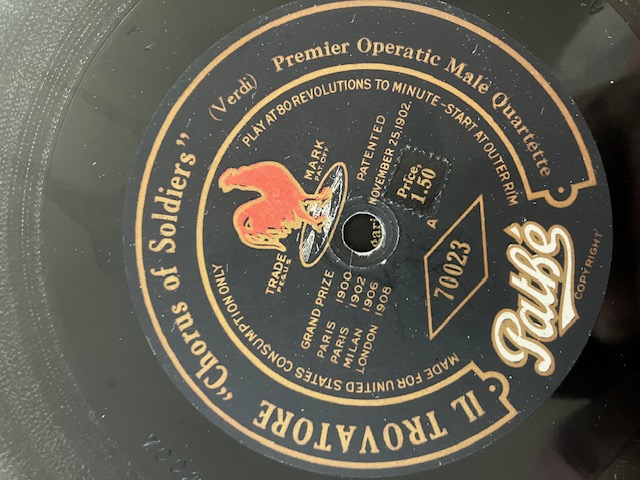 Pathé
COPYRIGHT
IL TROVATORE "Chorus of Soldiers"
(Verdi) Premier Operatic Male Quartette
MADE FOR UNITED STATES CONSUMPTION ONLY
PLAY AT 80 REVOLUTIONS TO MINUTE-START AT OUTER RIM
TRADE MARK
PATENTED
NOVEMBER 25, 1902.
Price
1.50
A
70023
GRAND PRIZE
PARIS 1900
PARIS 1902
MILAN 1906
LONDON 1908